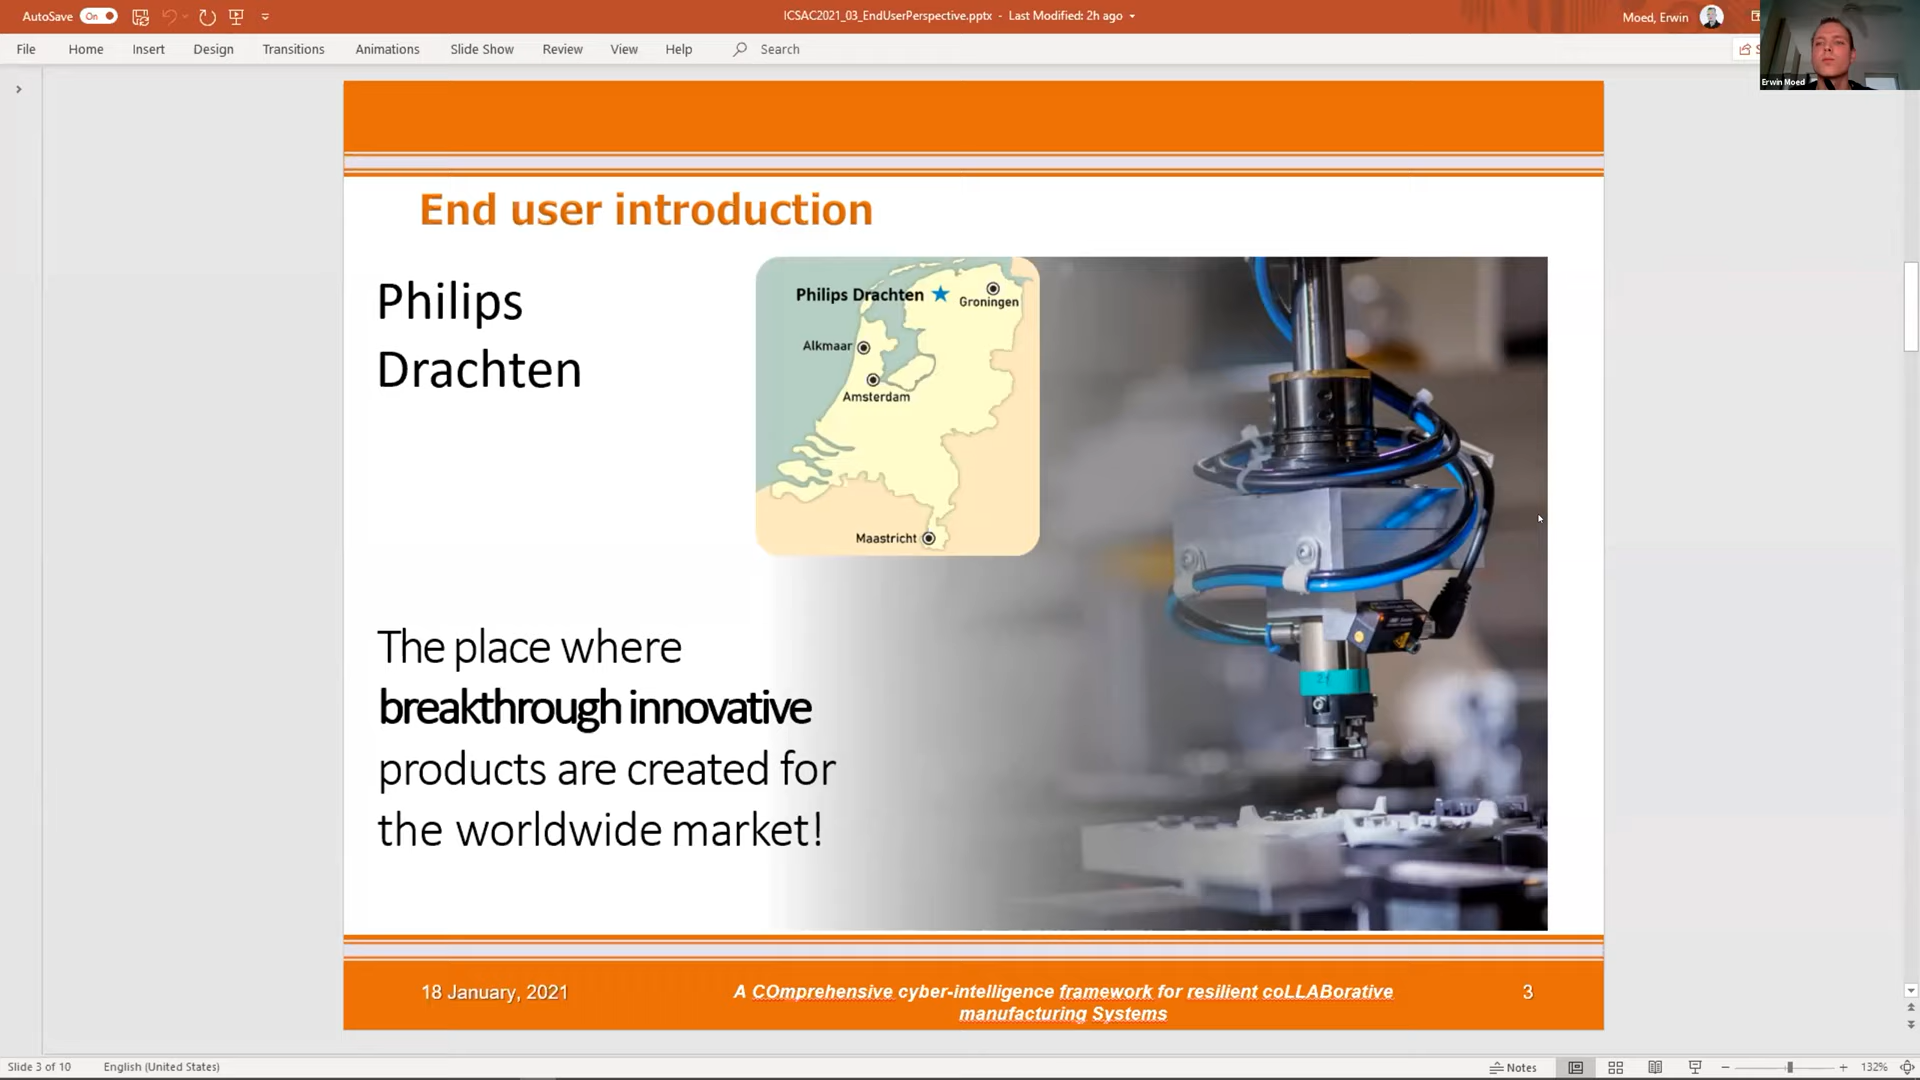 AutoSave On
ICSAC2021_03_EndUserPerspective.pptx - Last Modified: 2h ago
Moed, Erwin
File Home Insert Design Transitions Animations Slide Show Review View Help Search
Erwin Moed
End user introduction
Philips
Drachten
Philips Drachten
Groningen
Alkmaar
Amsterdam
Maastricht
The place where
breakthrough innovative
products are created for
the worldwide market!
18 January, 2021
A COmprehensive cyber-intelligence framework for resilient coLLABorative
manufacturing Systems
3
Slide 3 of 10
English (United States)
Notes
132%